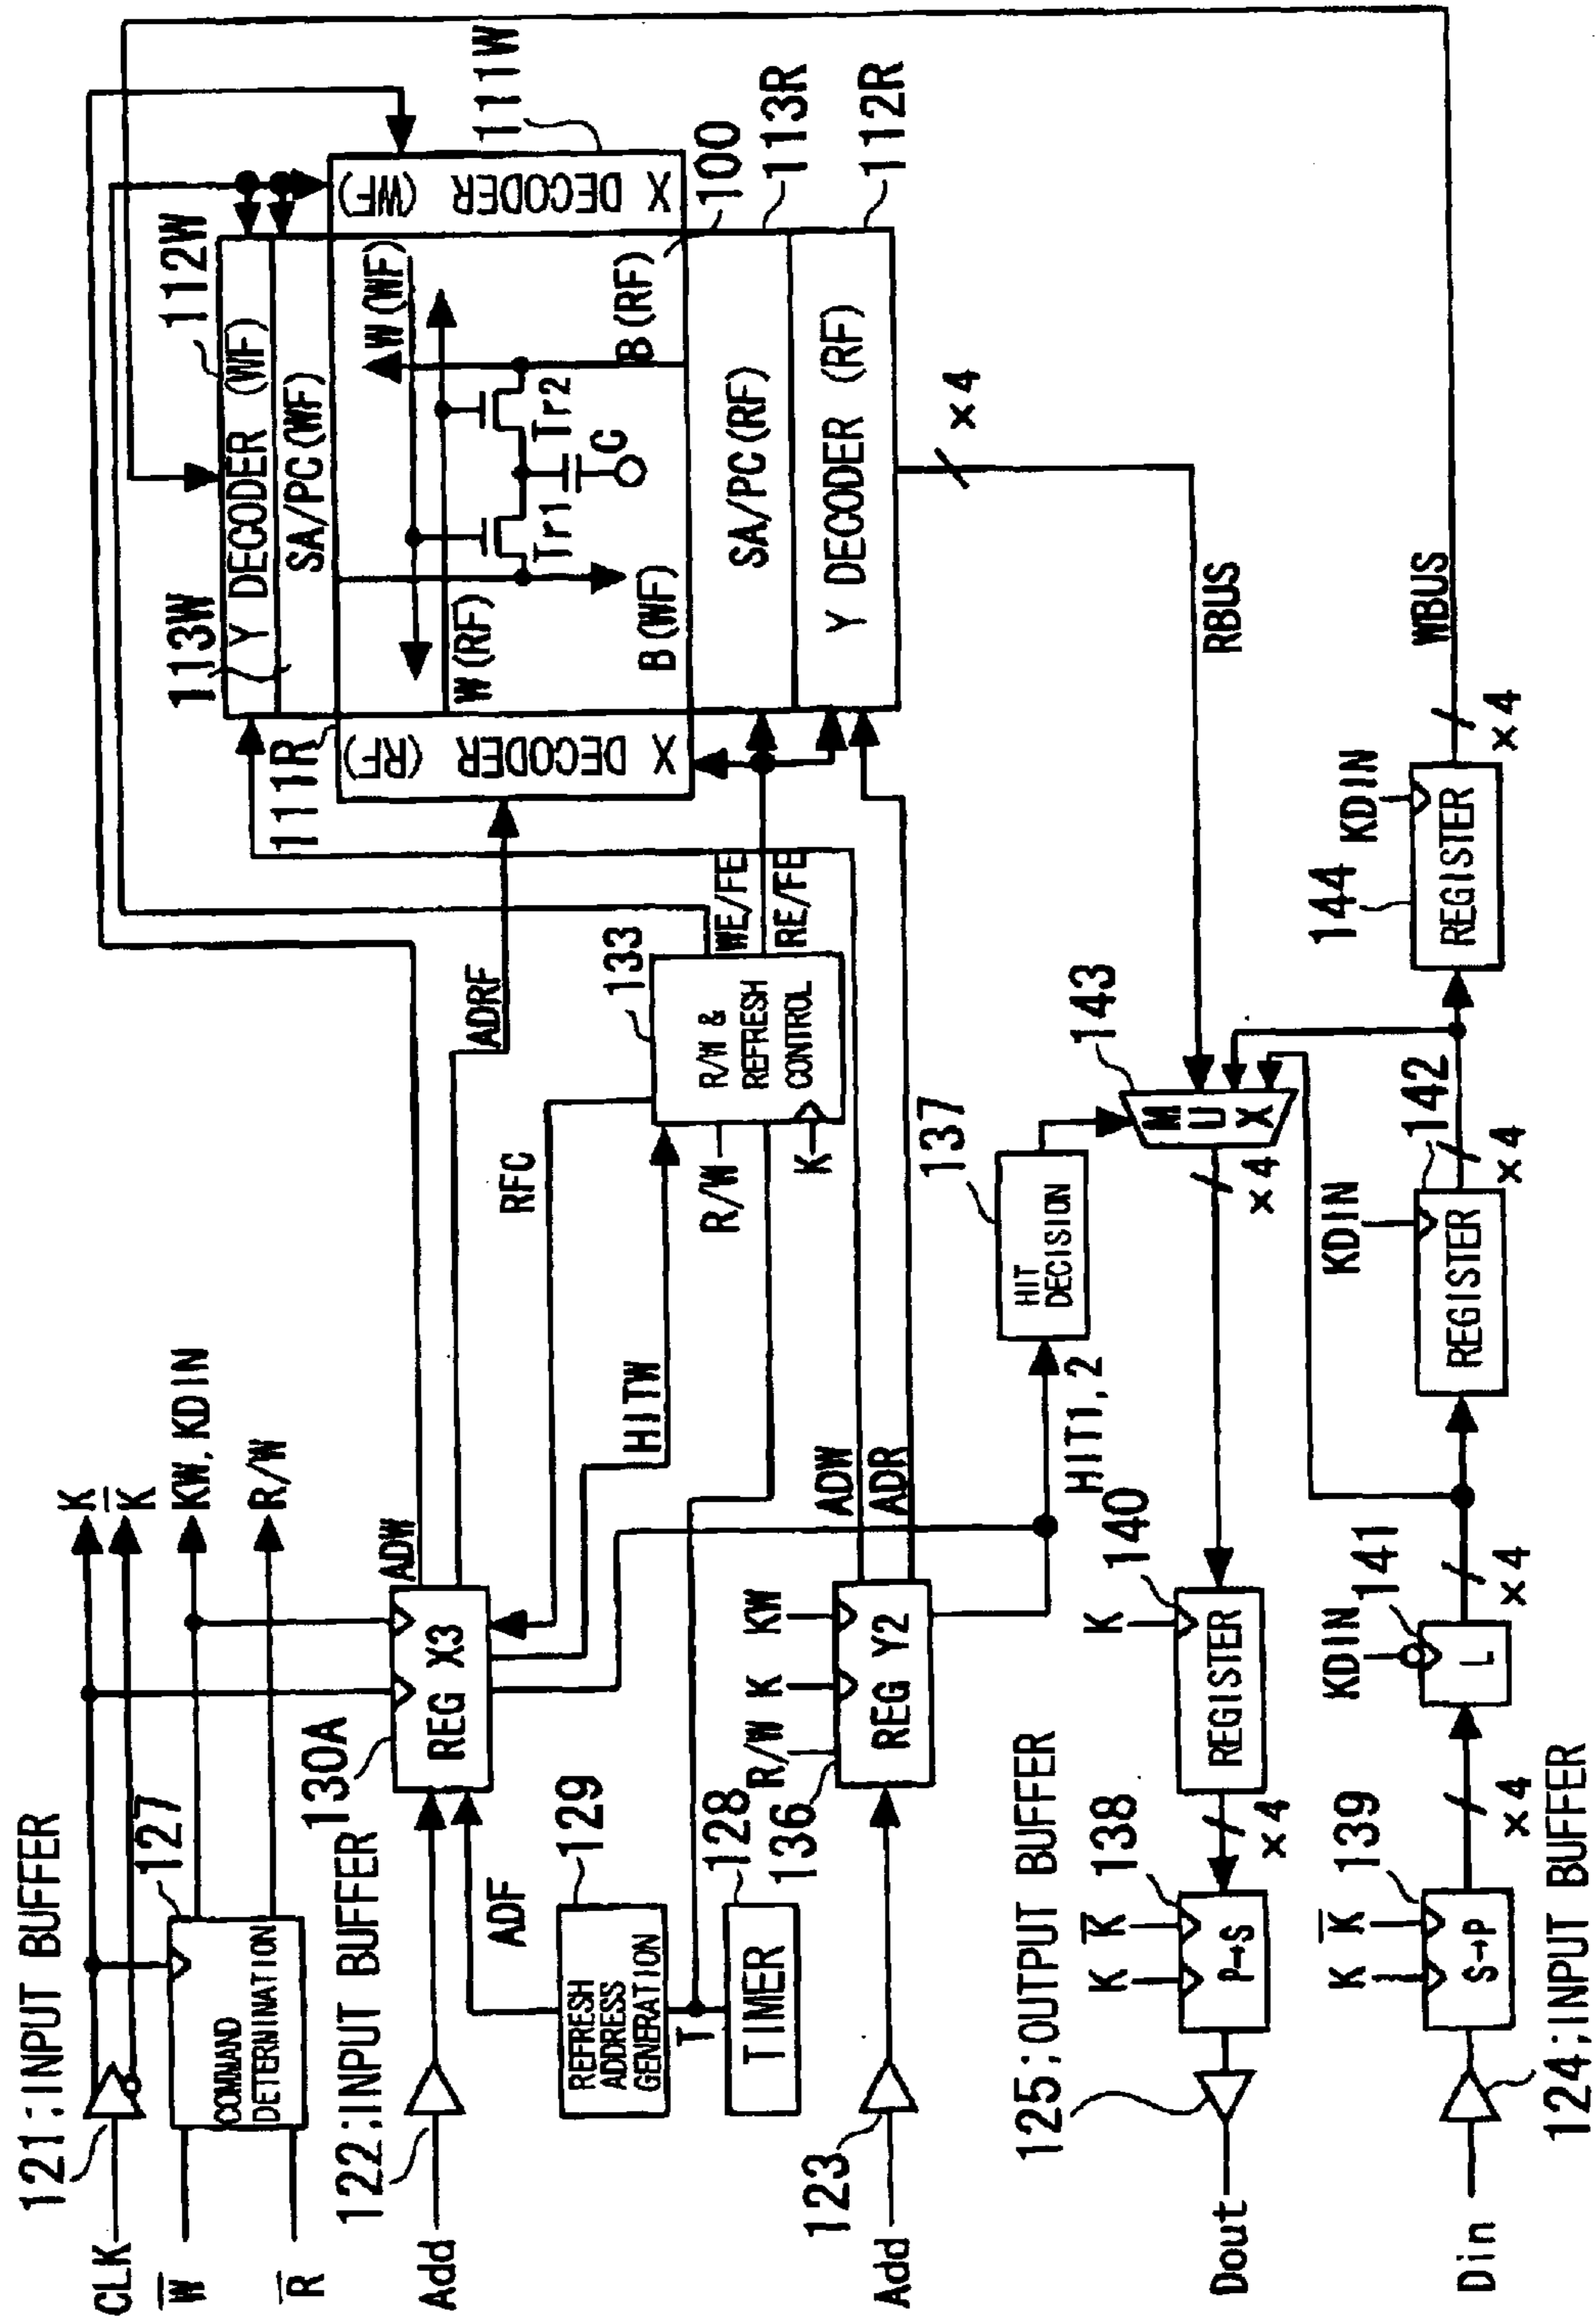 121;INPUT BUFFER
CLK
K
K̅
W̅
R̅
127
COMMAND
DETERMINATION
KW, KDIN
R/W
122;INPUT BUFFER
Add
130A
REG X3
ADW
ADRF
RFC
HITW
ADF
129
REFRESH
ADDRESS
GENERATION
T
128
TIMER
133
R/W &
REFRESH
CONTROL
R/W
K
WE/FE
RE/FE
123
Add
136
R/W
K
KW
REG Y2
ADW
ADR
HIT1, 2
137
HIT
DECISION
111R
X DECODER (RF)
113W
112W
Y DECODER (WF)
SA/PC(WF)
W(WF)
W(RF)
Tr1
Tr2
C
B(WF)
B(RF)
X DECODER (WF)
111W
100
SA/PC(RF)
113R
Y DECODER (RF)
112R
×4
RBUS
143
MUX
×4
125;OUTPUT BUFFER
Dout
138
K
K̅
P→S
×4
140
K
REGISTER
124;INPUT BUFFER
Din
139
K
K̅
S→P
×4
KDIN
141
L
×4
KDIN
142
REGISTER
×4
144
KDIN
REGISTER
×4
WBUS